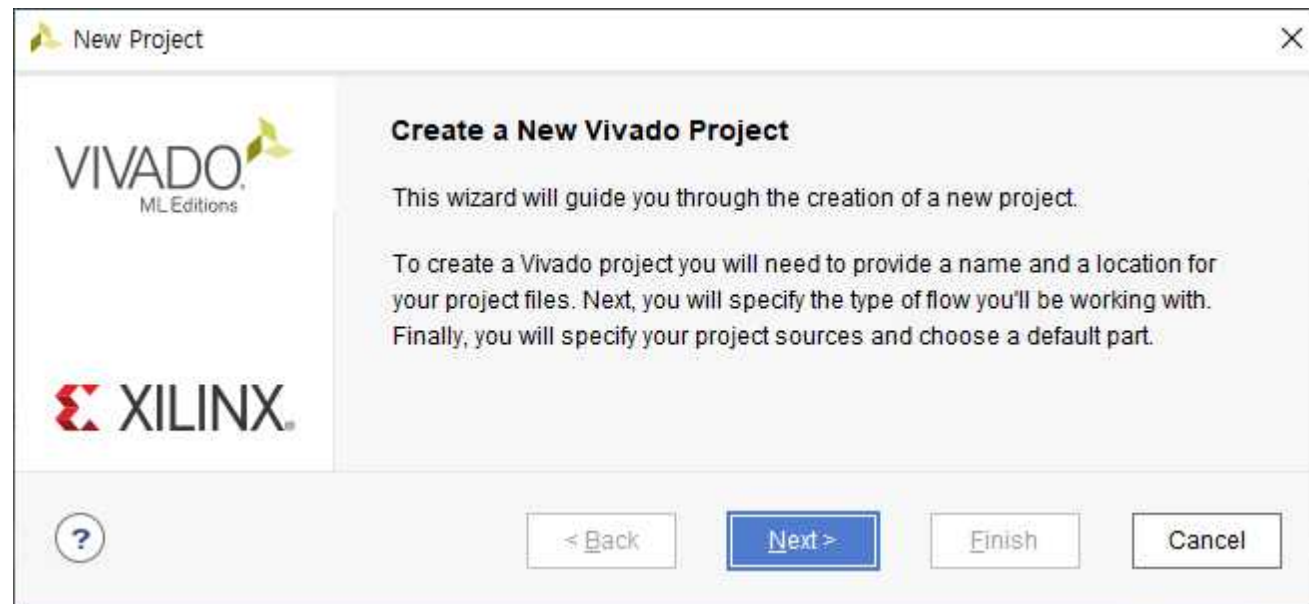 New Project
VIVADO.
ML Editions
Create a New Vivado Project
This wizard will guide you through the creation of a new project.
To create a Vivado project you will need to provide a name and a location for
your project files. Next, you will specify the type of flow you'll be working with.
Finally, you will specify your project sources and choose a default part.
XILINX.
?
< Back
Next >
Finish
Cancel